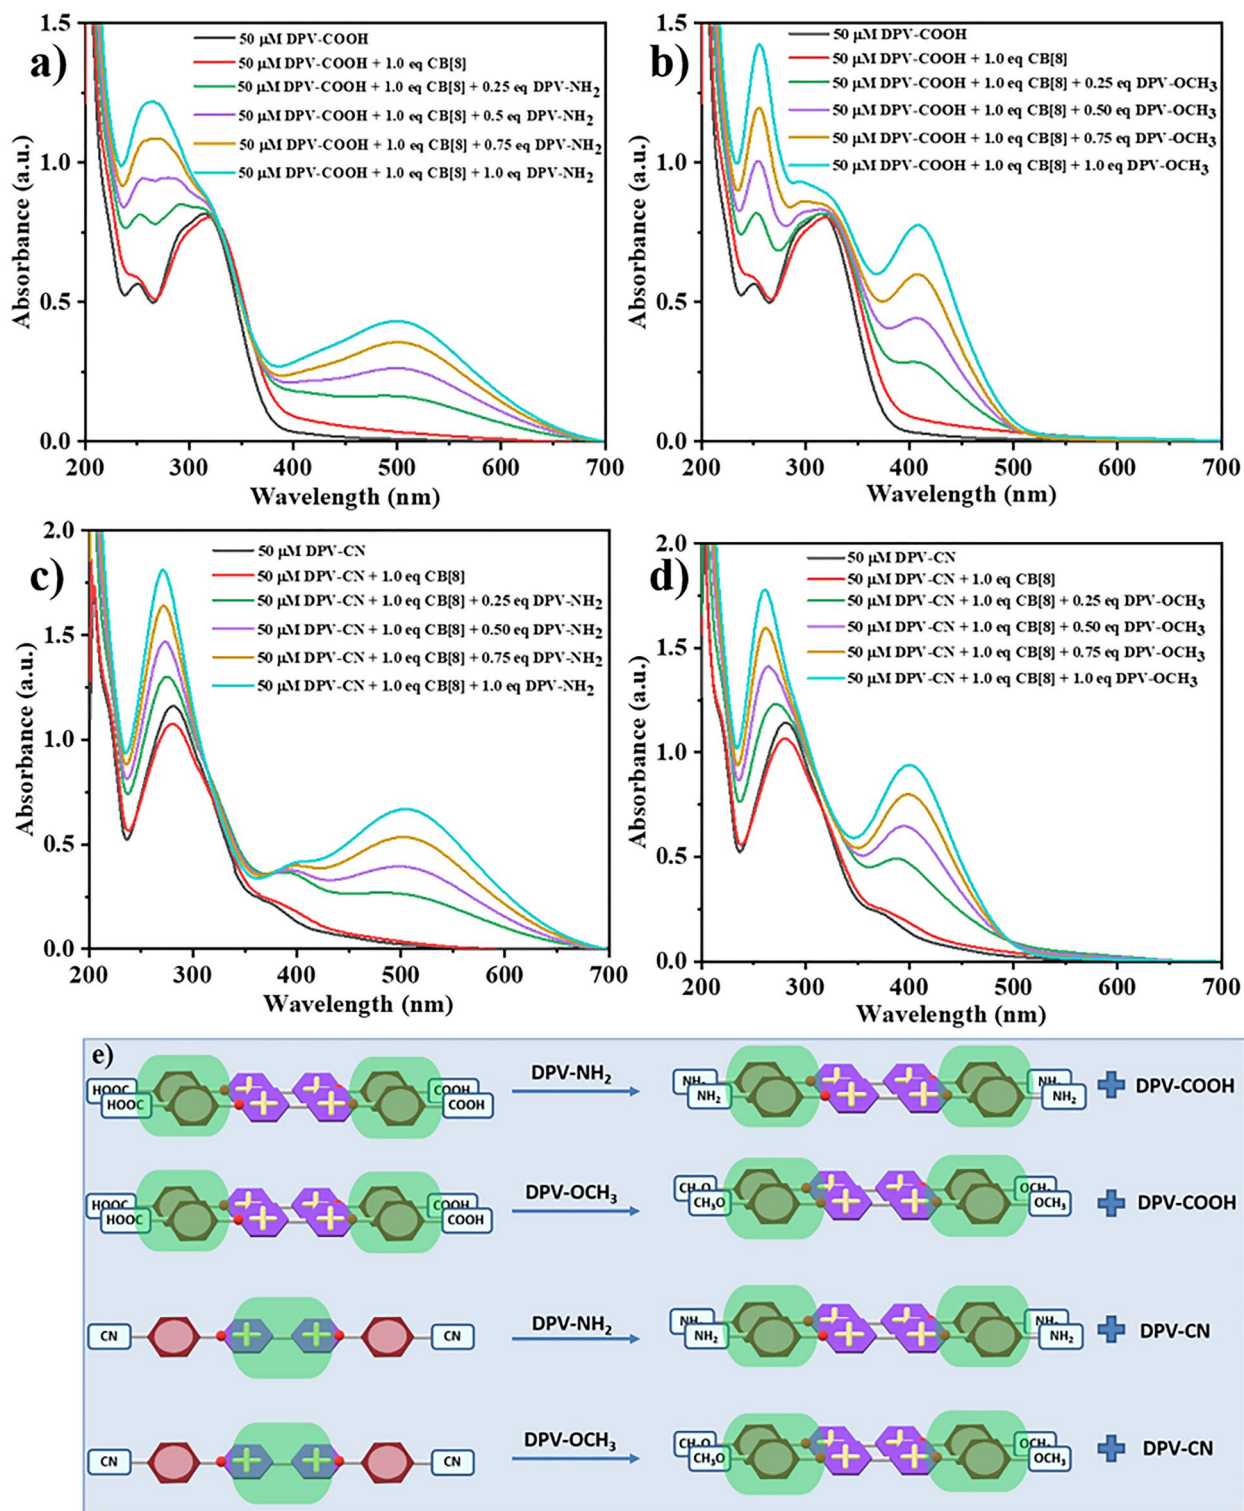 a)
1.5
1.0
0.5
0.0
Absorbance (a.u.)
50 μM DPV-COOH
50 μM DPV-COOH + 1.0 eq CB[8]
50 μM DPV-COOH + 1.0 eq CB[8] + 0.25 eq DPV-NH₂
50 μM DPV-COOH + 1.0 eq CB[8] + 0.5 eq DPV-NH₂
50 μM DPV-COOH + 1.0 eq CB[8] + 0.75 eq DPV-NH₂
50 μM DPV-COOH + 1.0 eq CB[8] + 1.0 eq DPV-NH₂
200 300 400 500 600 700
Wavelength (nm)
b)
1.5
1.0
0.5
0.0
Absorbance (a.u.)
50 μM DPV-COOH
50 μM DPV-COOH + 1.0 eq CB[8]
50 μM DPV-COOH + 1.0 eq CB[8] + 0.25 eq DPV-OCH₃
50 μM DPV-COOH + 1.0 eq CB[8] + 0.50 eq DPV-OCH₃
50 μM DPV-COOH + 1.0 eq CB[8] + 0.75 eq DPV-OCH₃
50 μM DPV-COOH + 1.0 eq CB[8] + 1.0 eq DPV-OCH₃
200 300 400 500 600 700
Wavelength (nm)
c)
2.0
1.5
1.0
0.5
0.0
Absorbance (a.u.)
50 μM DPV-CN
50 μM DPV-CN + 1.0 eq CB[8]
50 μM DPV-CN + 1.0 eq CB[8] + 0.25 eq DPV-NH₂
50 μM DPV-CN + 1.0 eq CB[8] + 0.50 eq DPV-NH₂
50 μM DPV-CN + 1.0 eq CB[8] + 0.75 eq DPV-NH₂
50 μM DPV-CN + 1.0 eq CB[8] + 1.0 eq DPV-NH₂
200 300 400 500 600 700
Wavelength (nm)
d)
2.0
1.5
1.0
0.5
0.0
Absorbance (a.u.)
50 μM DPV-CN
50 μM DPV-CN + 1.0 eq CB[8]
50 μM DPV-CN + 1.0 eq CB[8] + 0.25 eq DPV-OCH₃
50 μM DPV-CN + 1.0 eq CB[8] + 0.50 eq DPV-OCH₃
50 μM DPV-CN + 1.0 eq CB[8] + 0.75 eq DPV-OCH₃
50 μM DPV-CN + 1.0 eq CB[8] + 1.0 eq DPV-OCH₃
200 300 400 500 600 700
Wavelength (nm)
e)
HOOC COOH DPV-NH₂ NH₂ NH₂ DPV-COOH
HOOC COOH NH₂ NH₂
HOOC COOH DPV-OCH₃ CH₃O OCH₃ DPV-COOH
HOOC COOH CH₃O OCH₃
CN CN DPV-NH₂ NH₂ NH₂ DPV-CN
NH₂ NH₂
CN CN DPV-OCH₃ CH₃O OCH₃ DPV-CN
CH₃O OCH₃